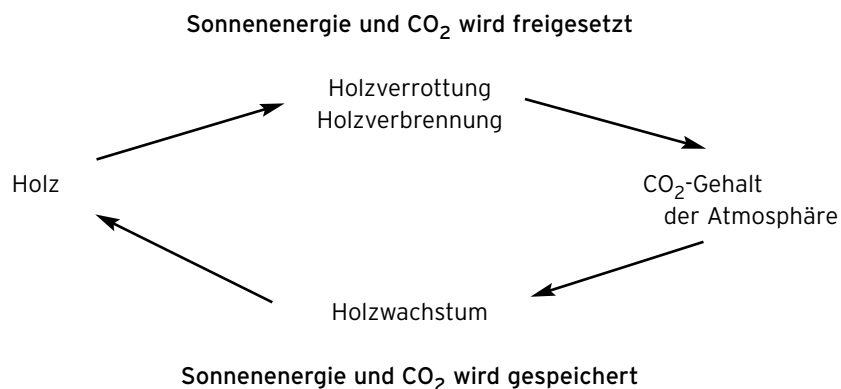 Sonnenenergie und CO₂ wird freigesetzt
Holzverrottung
Holzverbrennung
Holz
CO₂-Gehalt
der Atmosphäre
Holzwachstum
Sonnenenergie und CO₂ wird gespeichert